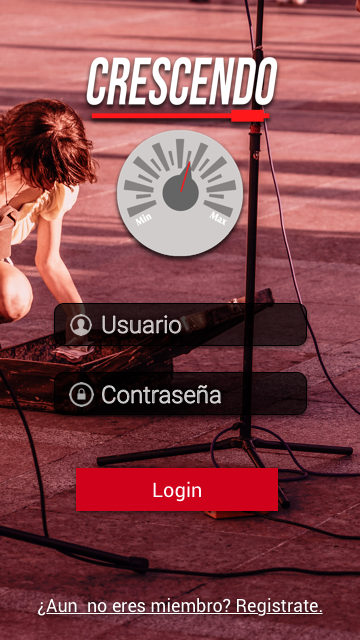 CRESCENDO
Min Max
Usuario
Contraseña
Login
¿Aun no eres miembro? Registrate.